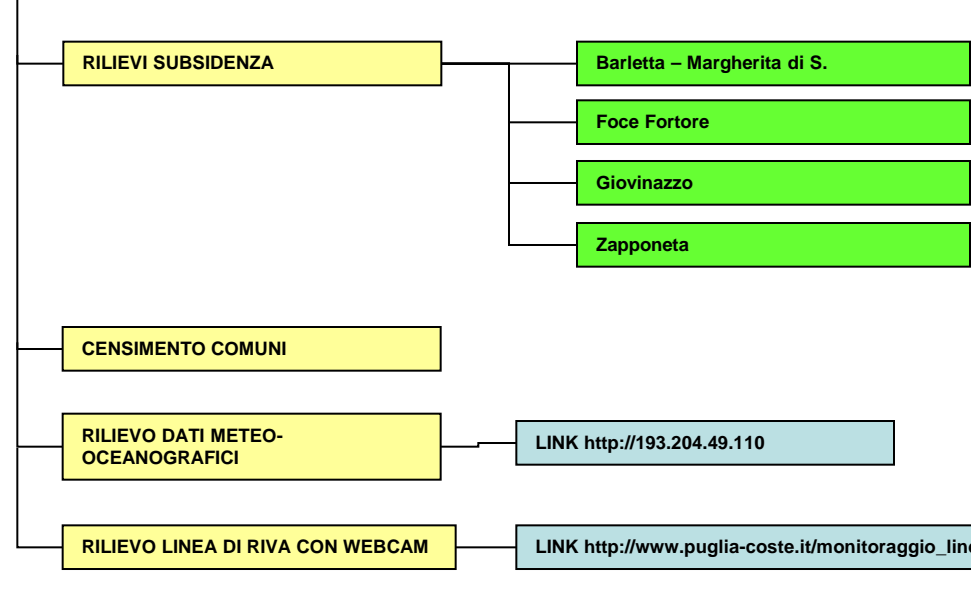 RILIEVI SUBSIDENZA
Barletta – Margherita di S.
Foce Fortore
Giovinazzo
Zapponeta
CENSIMENTO COMUNI
RILIEVO DATI METEO-
OCEANOGRAFICI
LINK http://193.204.49.110
RILIEVO LINEA DI RIVA CON WEBCAM
LINK http://www.puglia-coste.it/monitoraggio_line